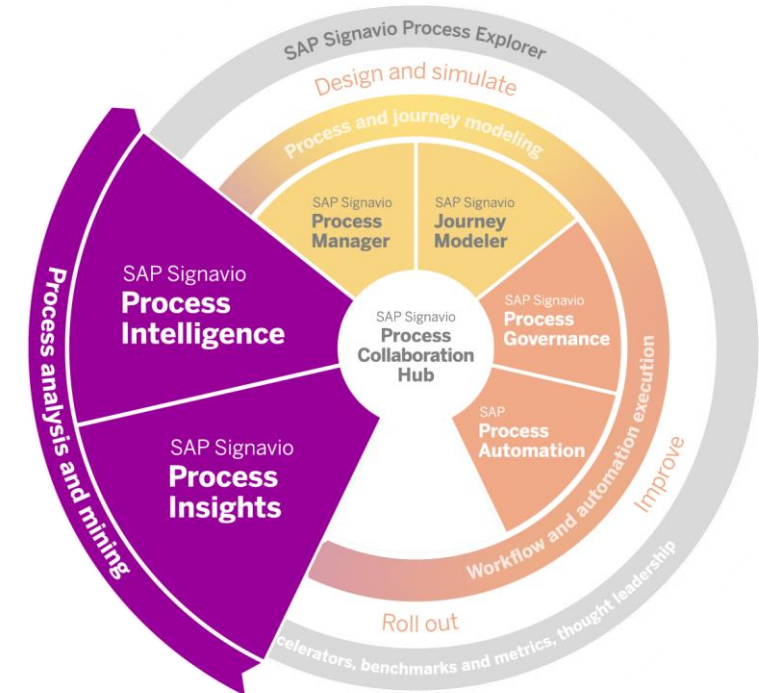 SAP Signavio Process Explorer
Design and simulate
Process and journey modeling
SAP Signavio
Process
Manager
SAP Signavio
Journey
Modeler
SAP Signavio
Process
Intelligence
SAP Signavio
Process
Collaboration
Hub
SAP Signavio
Process
Governance
SAP
Process
Automation
SAP Signavio
Process
Insights
Process analysis and mining
Workflow and automation execution
Improve
Roll out
celerators, benchmarks and metrics, thought leadership